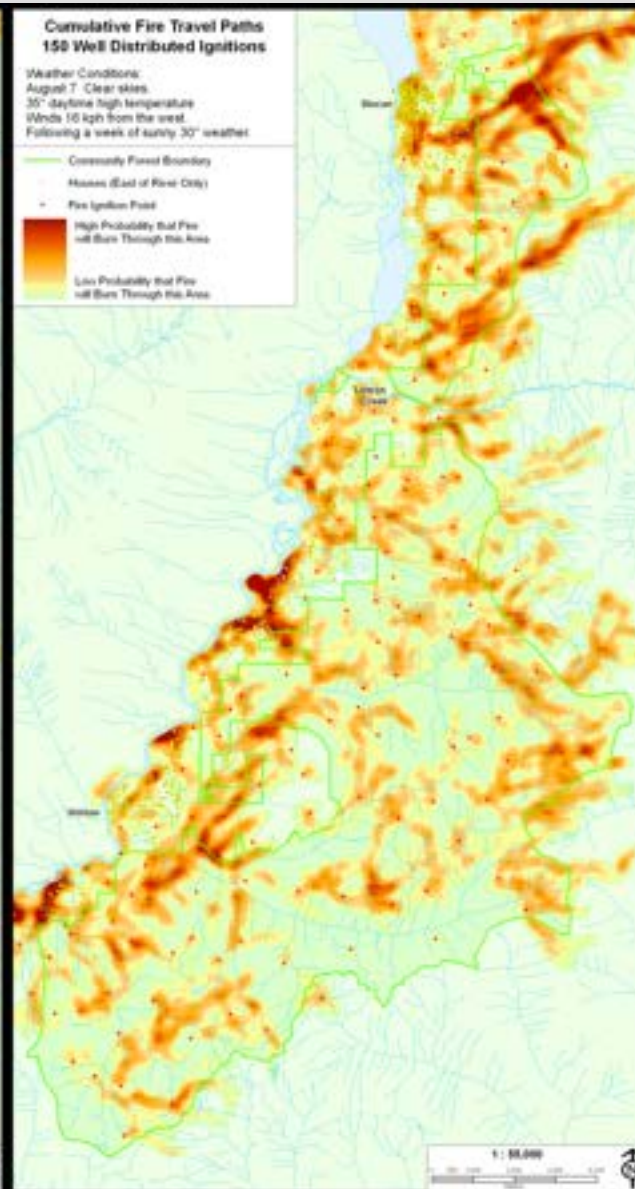 Cumulative Fire Travel Paths
150 Well Distributed Ignitions
Weather Conditions:
August 7 Clear skies.
35° daytime high temperature
Winds 16 kph from the west.
Following a week of sunny 30° weather.
Community Forest Boundary
Houses (East of River Only)
Fire Ignition Point
High Probability that Fire
will Burn Through this Area
Low Probability that Fire
will Burn Through this Area
Slocan
Lemon
Creek
Winlaw
1 : 55,000